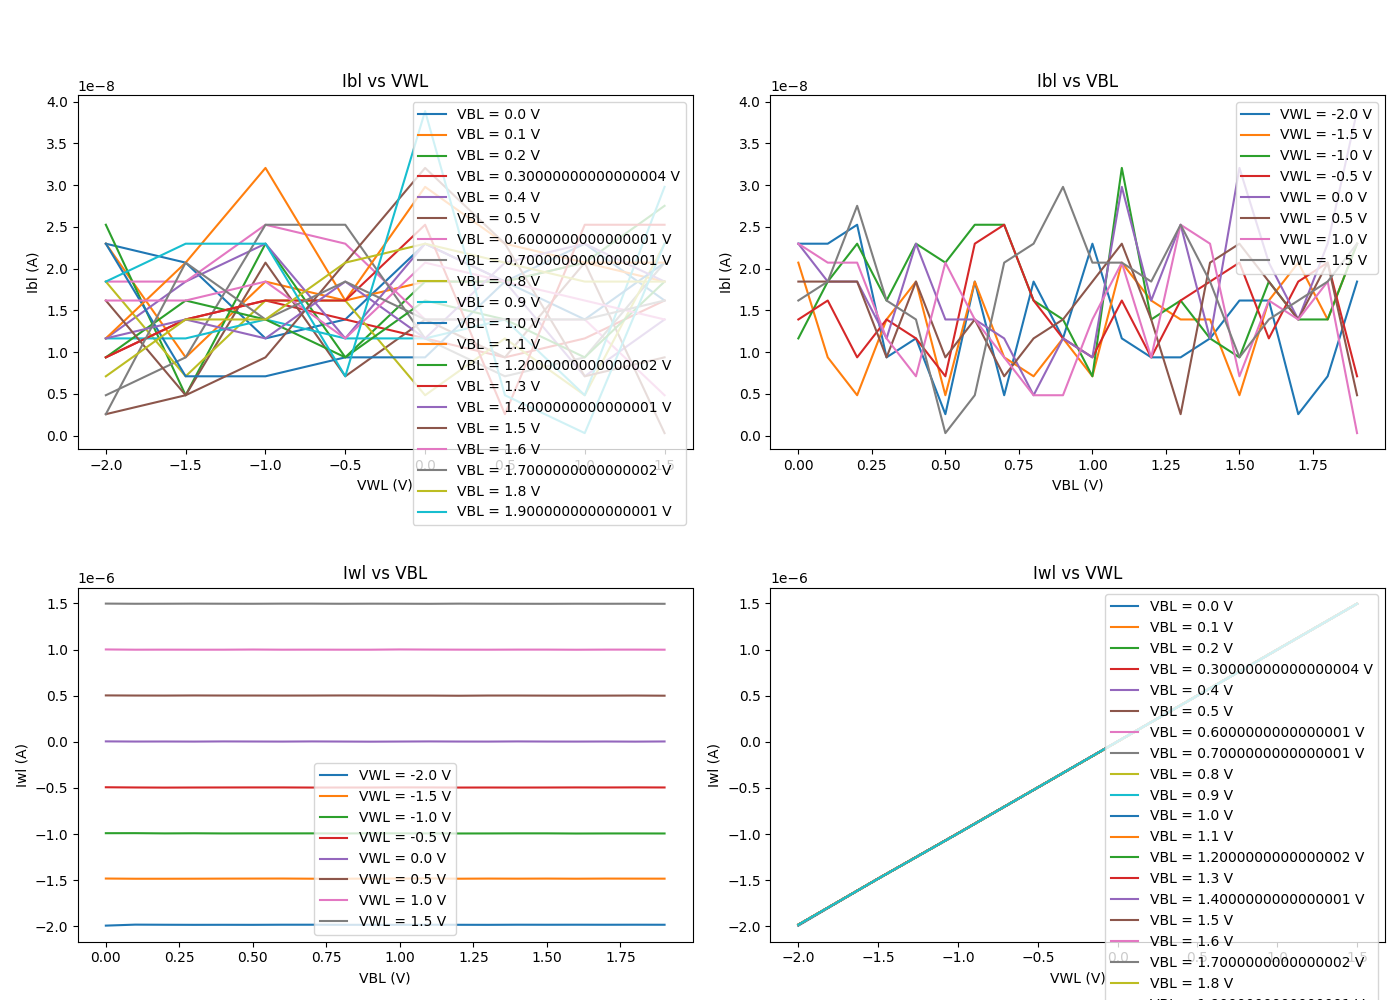 Ibl vs VWL
1e−8
4.0
3.5
3.0
2.5
2.0
1.5
1.0
0.5
0.0
Ibl (A)
−2.0 −1.5 −1.0 −0.5 0.0 0.5 1.0 1.5
VWL (V)
VBL = 0.0 V
VBL = 0.1 V
VBL = 0.2 V
VBL = 0.30000000000000004 V
VBL = 0.4 V
VBL = 0.5 V
VBL = 0.6000000000000001 V
VBL = 0.7000000000000001 V
VBL = 0.8 V
VBL = 0.9 V
VBL = 1.0 V
VBL = 1.1 V
VBL = 1.2000000000000002 V
VBL = 1.3 V
VBL = 1.4000000000000001 V
VBL = 1.5 V
VBL = 1.6 V
VBL = 1.7000000000000002 V
VBL = 1.8 V
VBL = 1.9000000000000001 V
Ibl vs VBL
1e−8
4.0
3.5
3.0
2.5
2.0
1.5
1.0
0.5
0.0
Ibl (A)
0.00 0.25 0.50 0.75 1.00 1.25 1.50 1.75
VBL (V)
VWL = -2.0 V
VWL = -1.5 V
VWL = -1.0 V
VWL = -0.5 V
VWL = 0.0 V
VWL = 0.5 V
VWL = 1.0 V
VWL = 1.5 V
Iwl vs VBL
1e−6
1.5
1.0
0.5
0.0
−0.5
−1.0
−1.5
−2.0
Iwl (A)
0.00 0.25 0.50 0.75 1.00 1.25 1.50 1.75
VBL (V)
VWL = -2.0 V
VWL = -1.5 V
VWL = -1.0 V
VWL = -0.5 V
VWL = 0.0 V
VWL = 0.5 V
VWL = 1.0 V
VWL = 1.5 V
Iwl vs VWL
1e−6
1.5
1.0
0.5
0.0
−0.5
−1.0
−1.5
−2.0
Iwl (A)
−2.0 −1.5 −1.0 −0.5 0.0 0.5 1.0 1.5
VWL (V)
VBL = 0.0 V
VBL = 0.1 V
VBL = 0.2 V
VBL = 0.30000000000000004 V
VBL = 0.4 V
VBL = 0.5 V
VBL = 0.6000000000000001 V
VBL = 0.7000000000000001 V
VBL = 0.8 V
VBL = 0.9 V
VBL = 1.0 V
VBL = 1.1 V
VBL = 1.2000000000000002 V
VBL = 1.3 V
VBL = 1.4000000000000001 V
VBL = 1.5 V
VBL = 1.6 V
VBL = 1.7000000000000002 V
VBL = 1.8 V